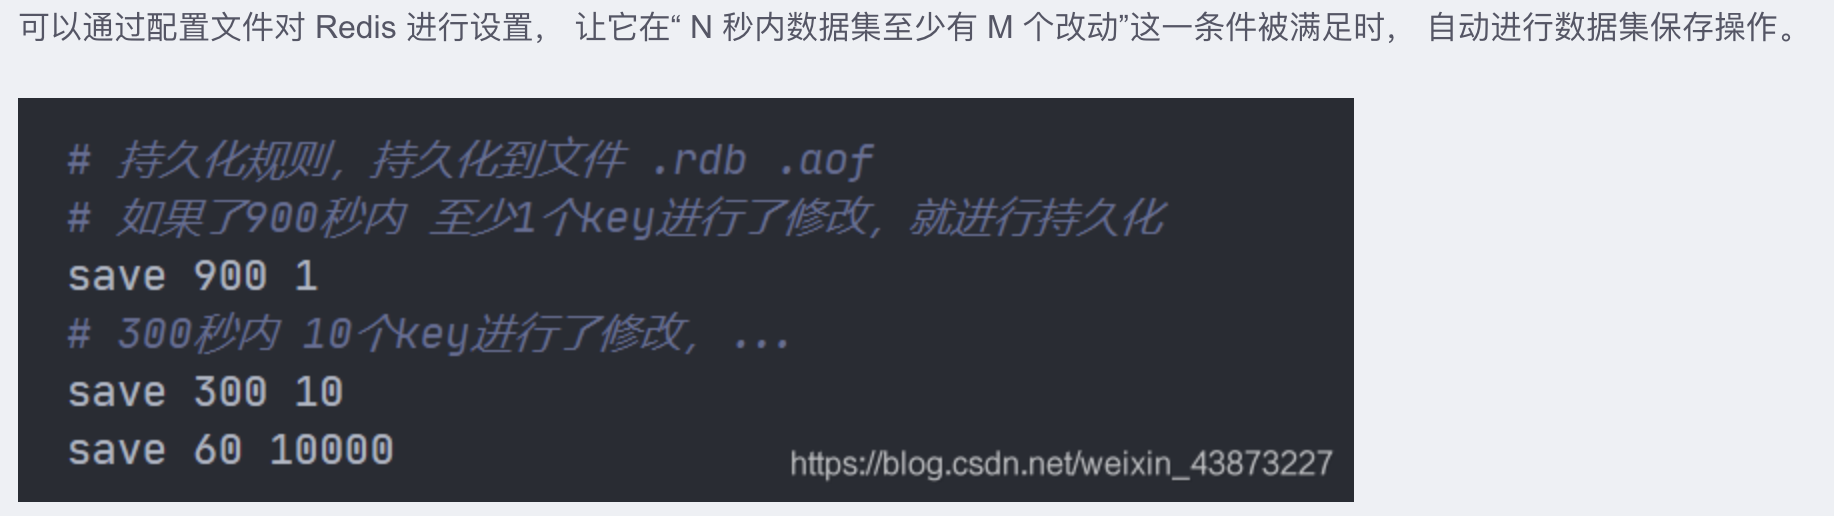 可以通过配置文件对 Redis 进行设置， 让它在“ N 秒内数据集至少有 M 个改动”这一条件被满足时， 自动进行数据集保存操作。
# 持久化规则，持久化到文件 .rdb .aof
# 如果了900秒内 至少1个key进行了修改，就进行持久化
save 900 1
# 300秒内 10个key进行了修改，...
save 300 10
save 60 10000
https://blog.csdn.net/weixin_43873227